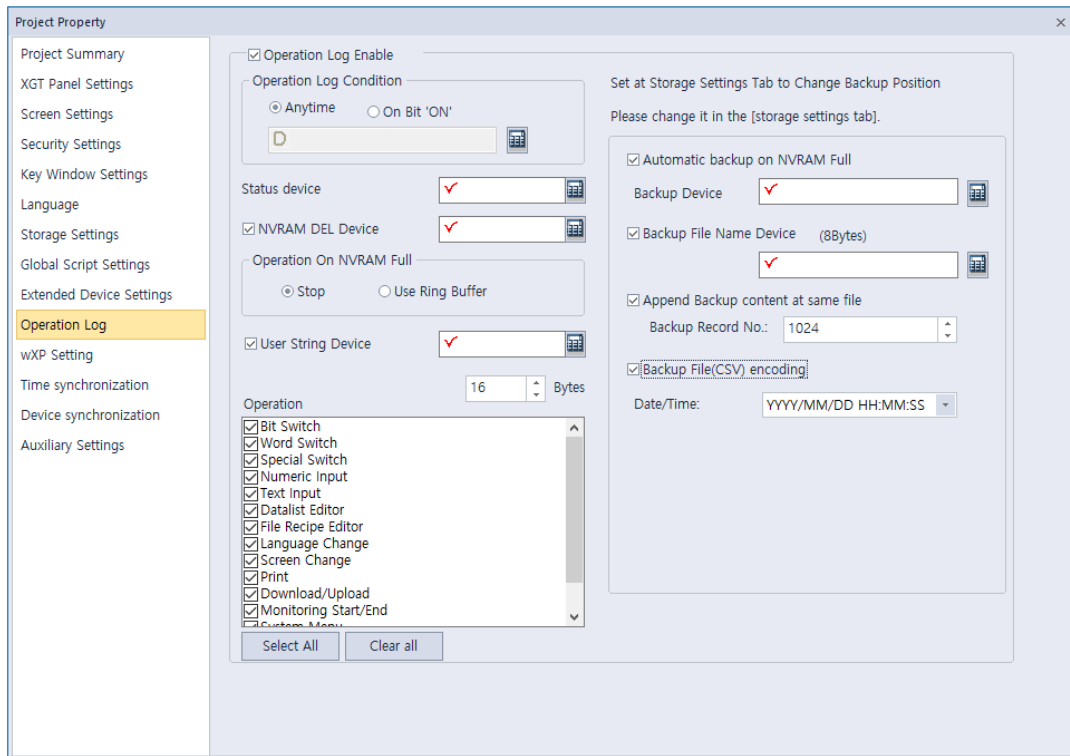 Project Property
Project Summary
XGT Panel Settings
Screen Settings
Security Settings
Key Window Settings
Language
Storage Settings
Global Script Settings
Extended Device Settings
Operation Log
wXP Setting
Time synchronization
Device synchronization
Auxiliary Settings
Operation Log Enable
Operation Log Condition
Anytime
On Bit 'ON'
D
Status device
NVRAM DEL Device
Operation On NVRAM Full
Stop
Use Ring Buffer
User String Device
16 Bytes
Operation
Bit Switch
Word Switch
Special Switch
Numeric Input
Text Input
Datalist Editor
File Recipe Editor
Language Change
Screen Change
Print
Download/Upload
Monitoring Start/End
System Menu
Select All
Clear all
Set at Storage Settings Tab to Change Backup Position
Please change it in the [storage settings tab].
Automatic backup on NVRAM Full
Backup Device
Backup File Name Device (8Bytes)
Append Backup content at same file
Backup Record No.: 1024
Backup File(CSV) encoding
Date/Time: YYYY/MM/DD HH:MM:SS